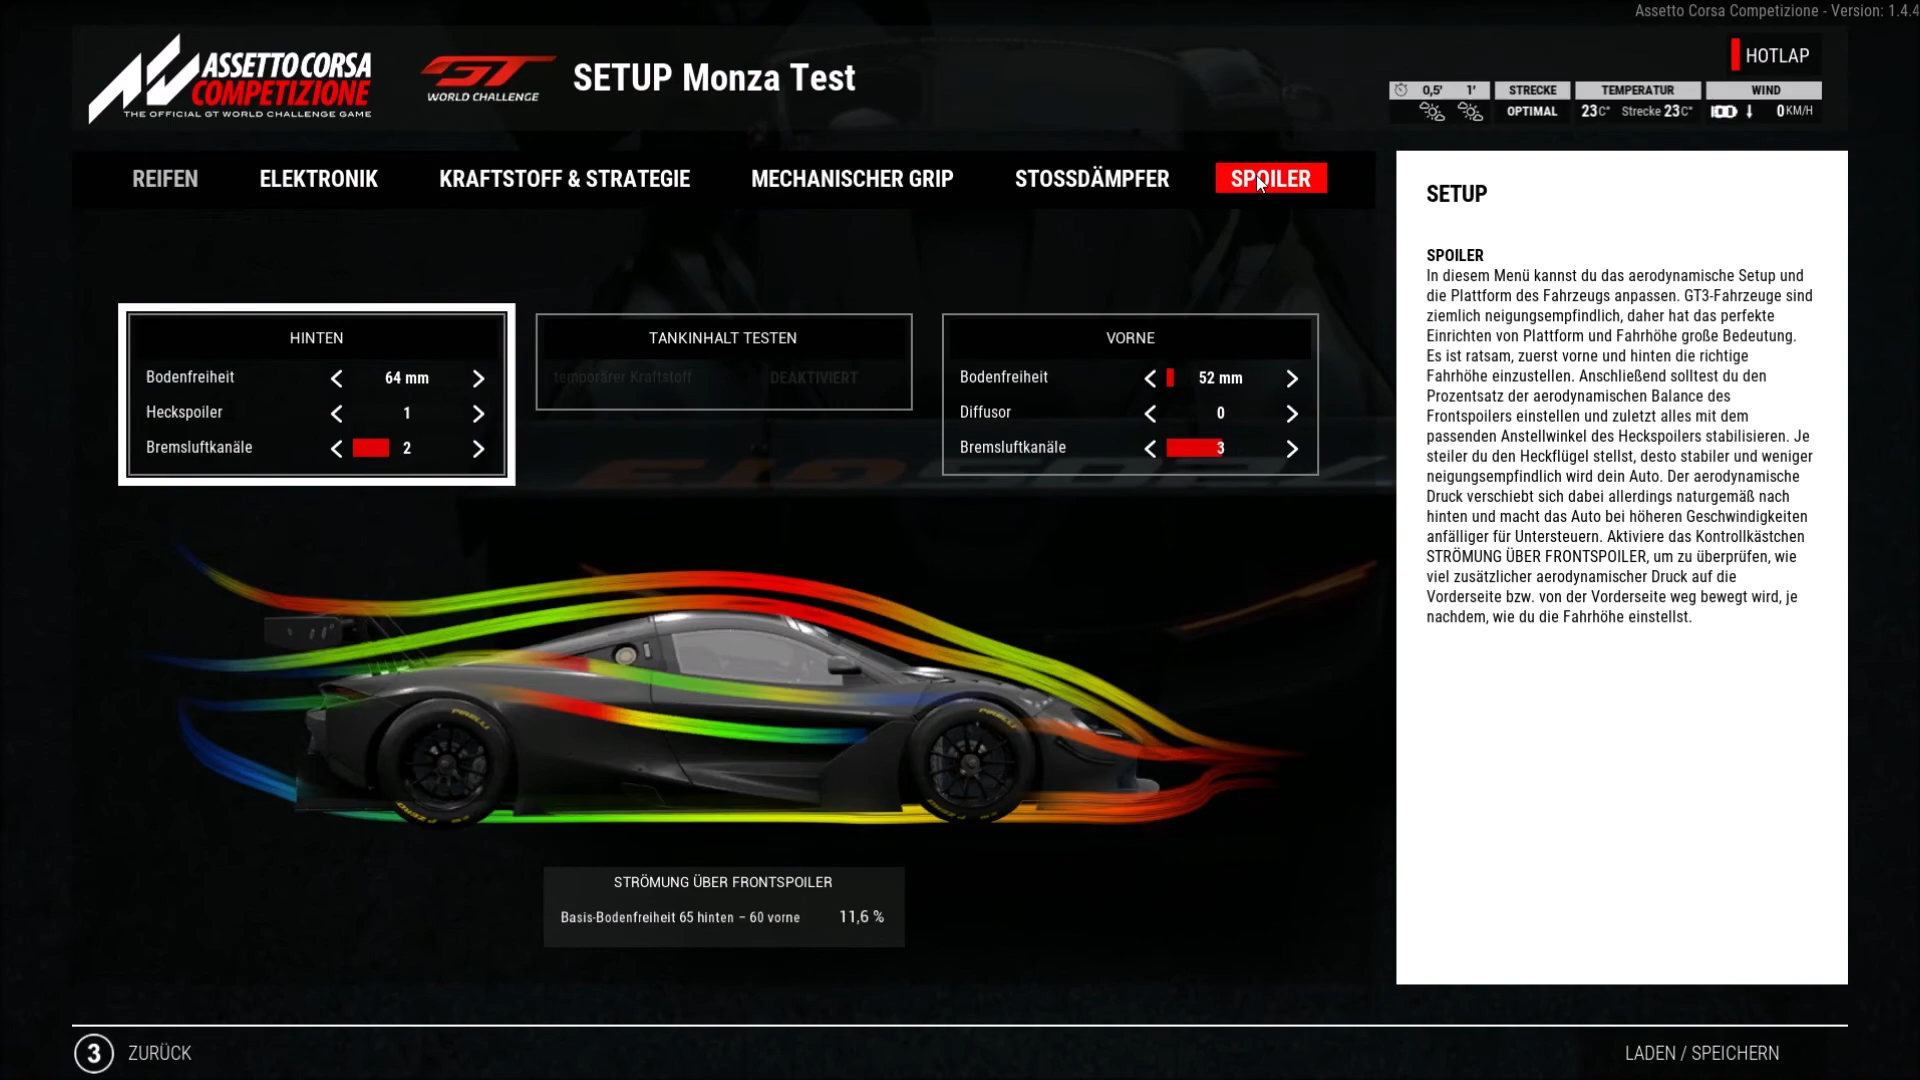 Assetto Corsa Competizione - Version: 1.4.4
ASSETTO CORSA
COMPETIZIONE
THE OFFICIAL GT WORLD CHALLENGE GAME
GT
WORLD CHALLENGE
SETUP Monza Test
HOTLAP
0,5' 1' STRECKE TEMPERATUR WIND
OPTIMAL 23C° Strecke 23C° 0KM/H
REIFEN ELEKTRONIK KRAFTSTOFF & STRATEGIE MECHANISCHER GRIP STOSSDÄMPFER SPOILER
HINTEN
Bodenfreiheit 64 mm
Heckspoiler 1
Bremsluftkanäle 2
TANKINHALT TESTEN
temporärer Kraftstoff DEAKTIVIERT
VORNE
Bodenfreiheit 52 mm
Diffusor 0
Bremsluftkanäle 3
PIRELLI
PIRELLI
P ZERO
STRÖMUNG ÜBER FRONTSPOILER
Basis-Bodenfreiheit 65 hinten – 60 vorne 11,6 %
SETUP
SPOILER
In diesem Menü kannst du das aerodynamische Setup und
die Plattform des Fahrzeugs anpassen. GT3-Fahrzeuge sind
ziemlich neigungsempfindlich, daher hat das perfekte
Einrichten von Plattform und Fahrhöhe große Bedeutung.
Es ist ratsam, zuerst vorne und hinten die richtige
Fahrhöhe einzustellen. Anschließend solltest du den
Prozentsatz der aerodynamischen Balance des
Frontspoilers einstellen und zuletzt alles mit dem
passenden Anstellwinkel des Heckspoilers stabilisieren. Je
steiler du den Heckflügel stellst, desto stabiler und weniger
neigungsempfindlich wird dein Auto. Der aerodynamische
Druck verschiebt sich dabei allerdings naturgemäß nach
hinten und macht das Auto bei höheren Geschwindigkeiten
anfälliger für Untersteuern. Aktiviere das Kontrollkästchen
STRÖMUNG ÜBER FRONTSPOILER, um zu überprüfen, wie
viel zusätzlicher aerodynamischer Druck auf die
Vorderseite bzw. von der Vorderseite weg bewegt wird, je
nachdem, wie du die Fahrhöhe einstellst.
3 ZURÜCK
LADEN / SPEICHERN